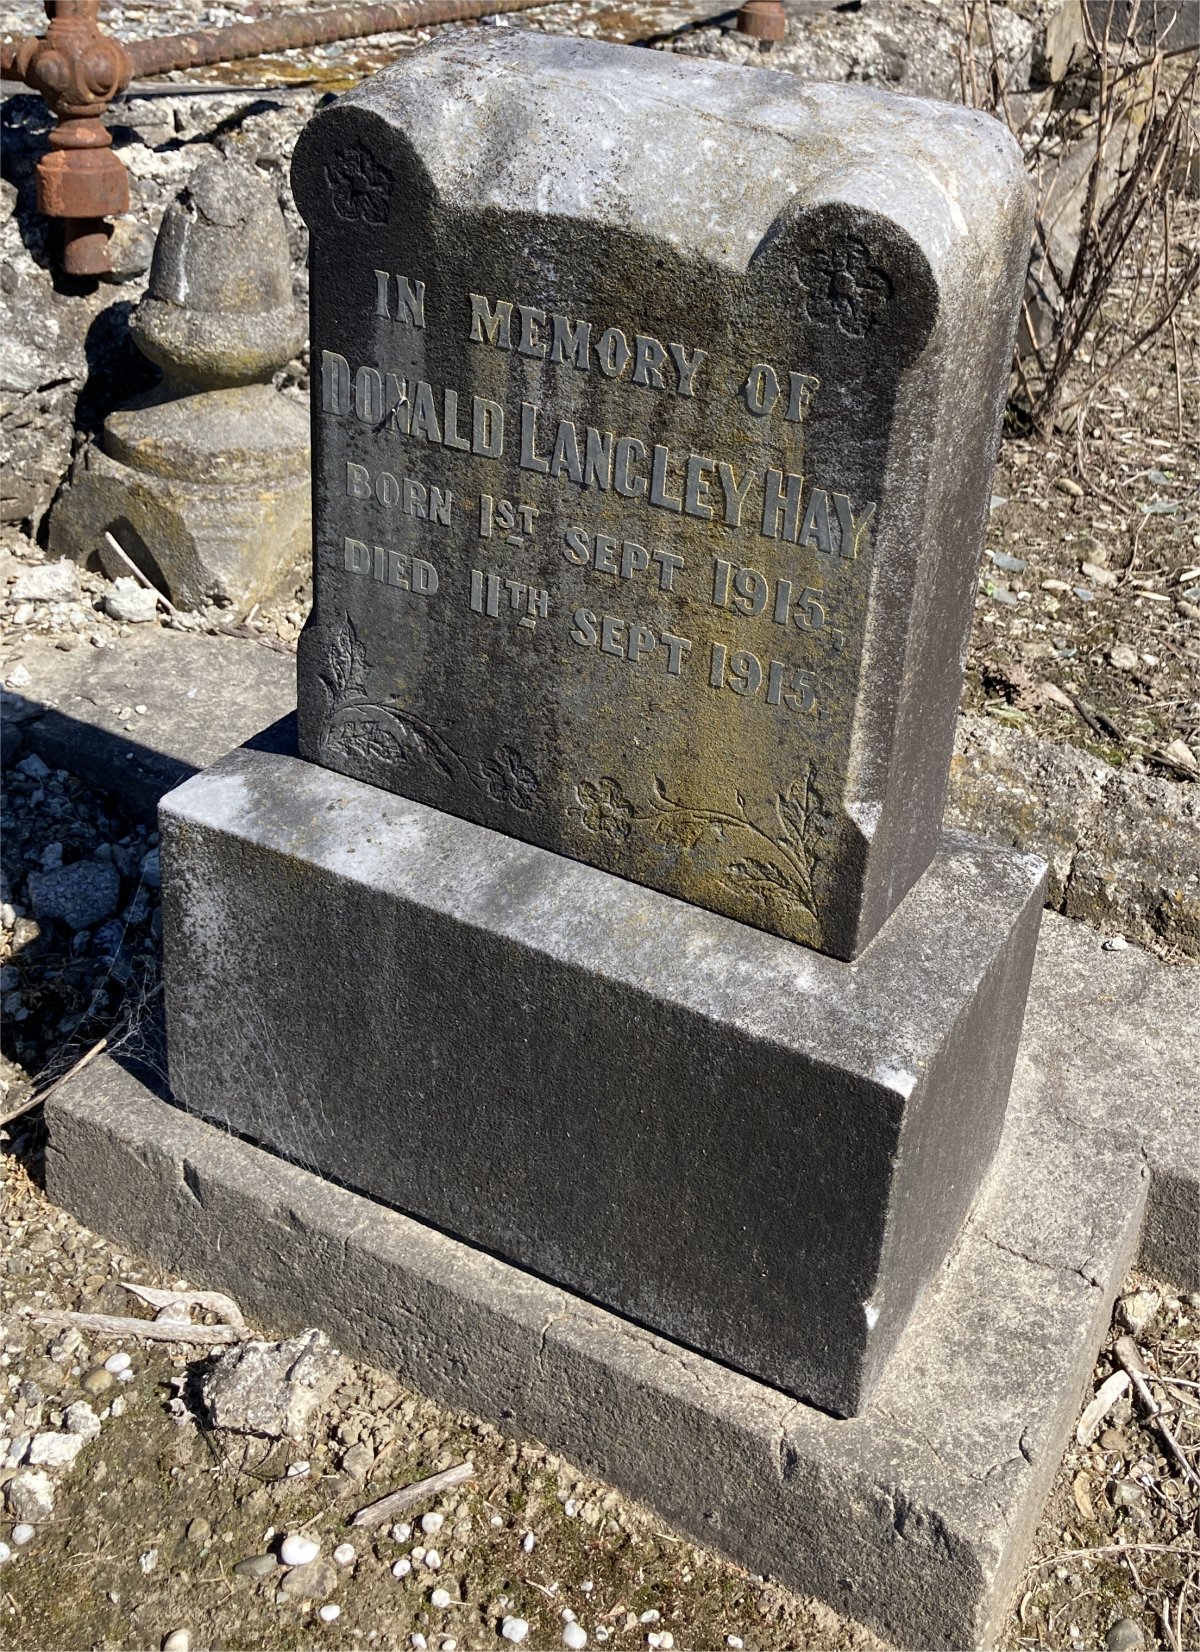 IN MEMORY OF
DONALD LANGLEY HAY
BORN 1ST SEPT 1915,
DIED 11TH SEPT 1915.